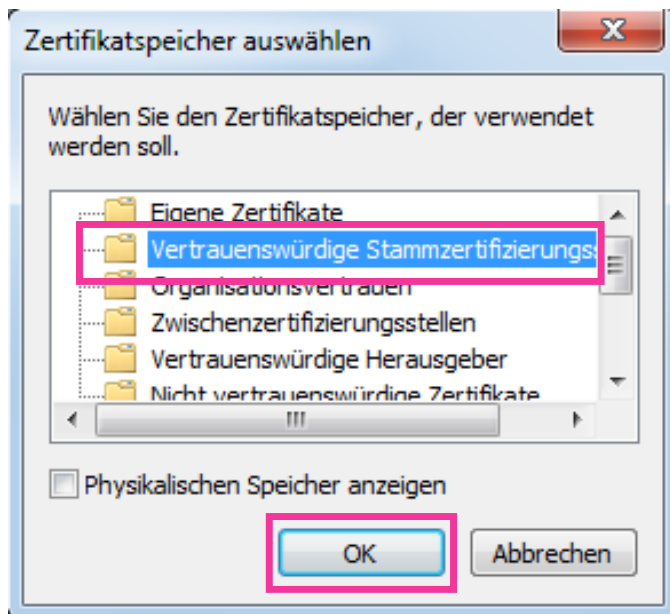 Zertifikatspeicher auswählen
Wählen Sie den Zertifikatspeicher, der verwendet
werden soll.
Eigene Zertifikate
Vertrauenswürdige Stammzertifizierungss
Organisationsvertrauen
Zwischenzertifizierungsstellen
Vertrauenswürdige Herausgeber
Nicht vertrauenswürdige Zertifikate
Physikalischen Speicher anzeigen
OK
Abbrechen